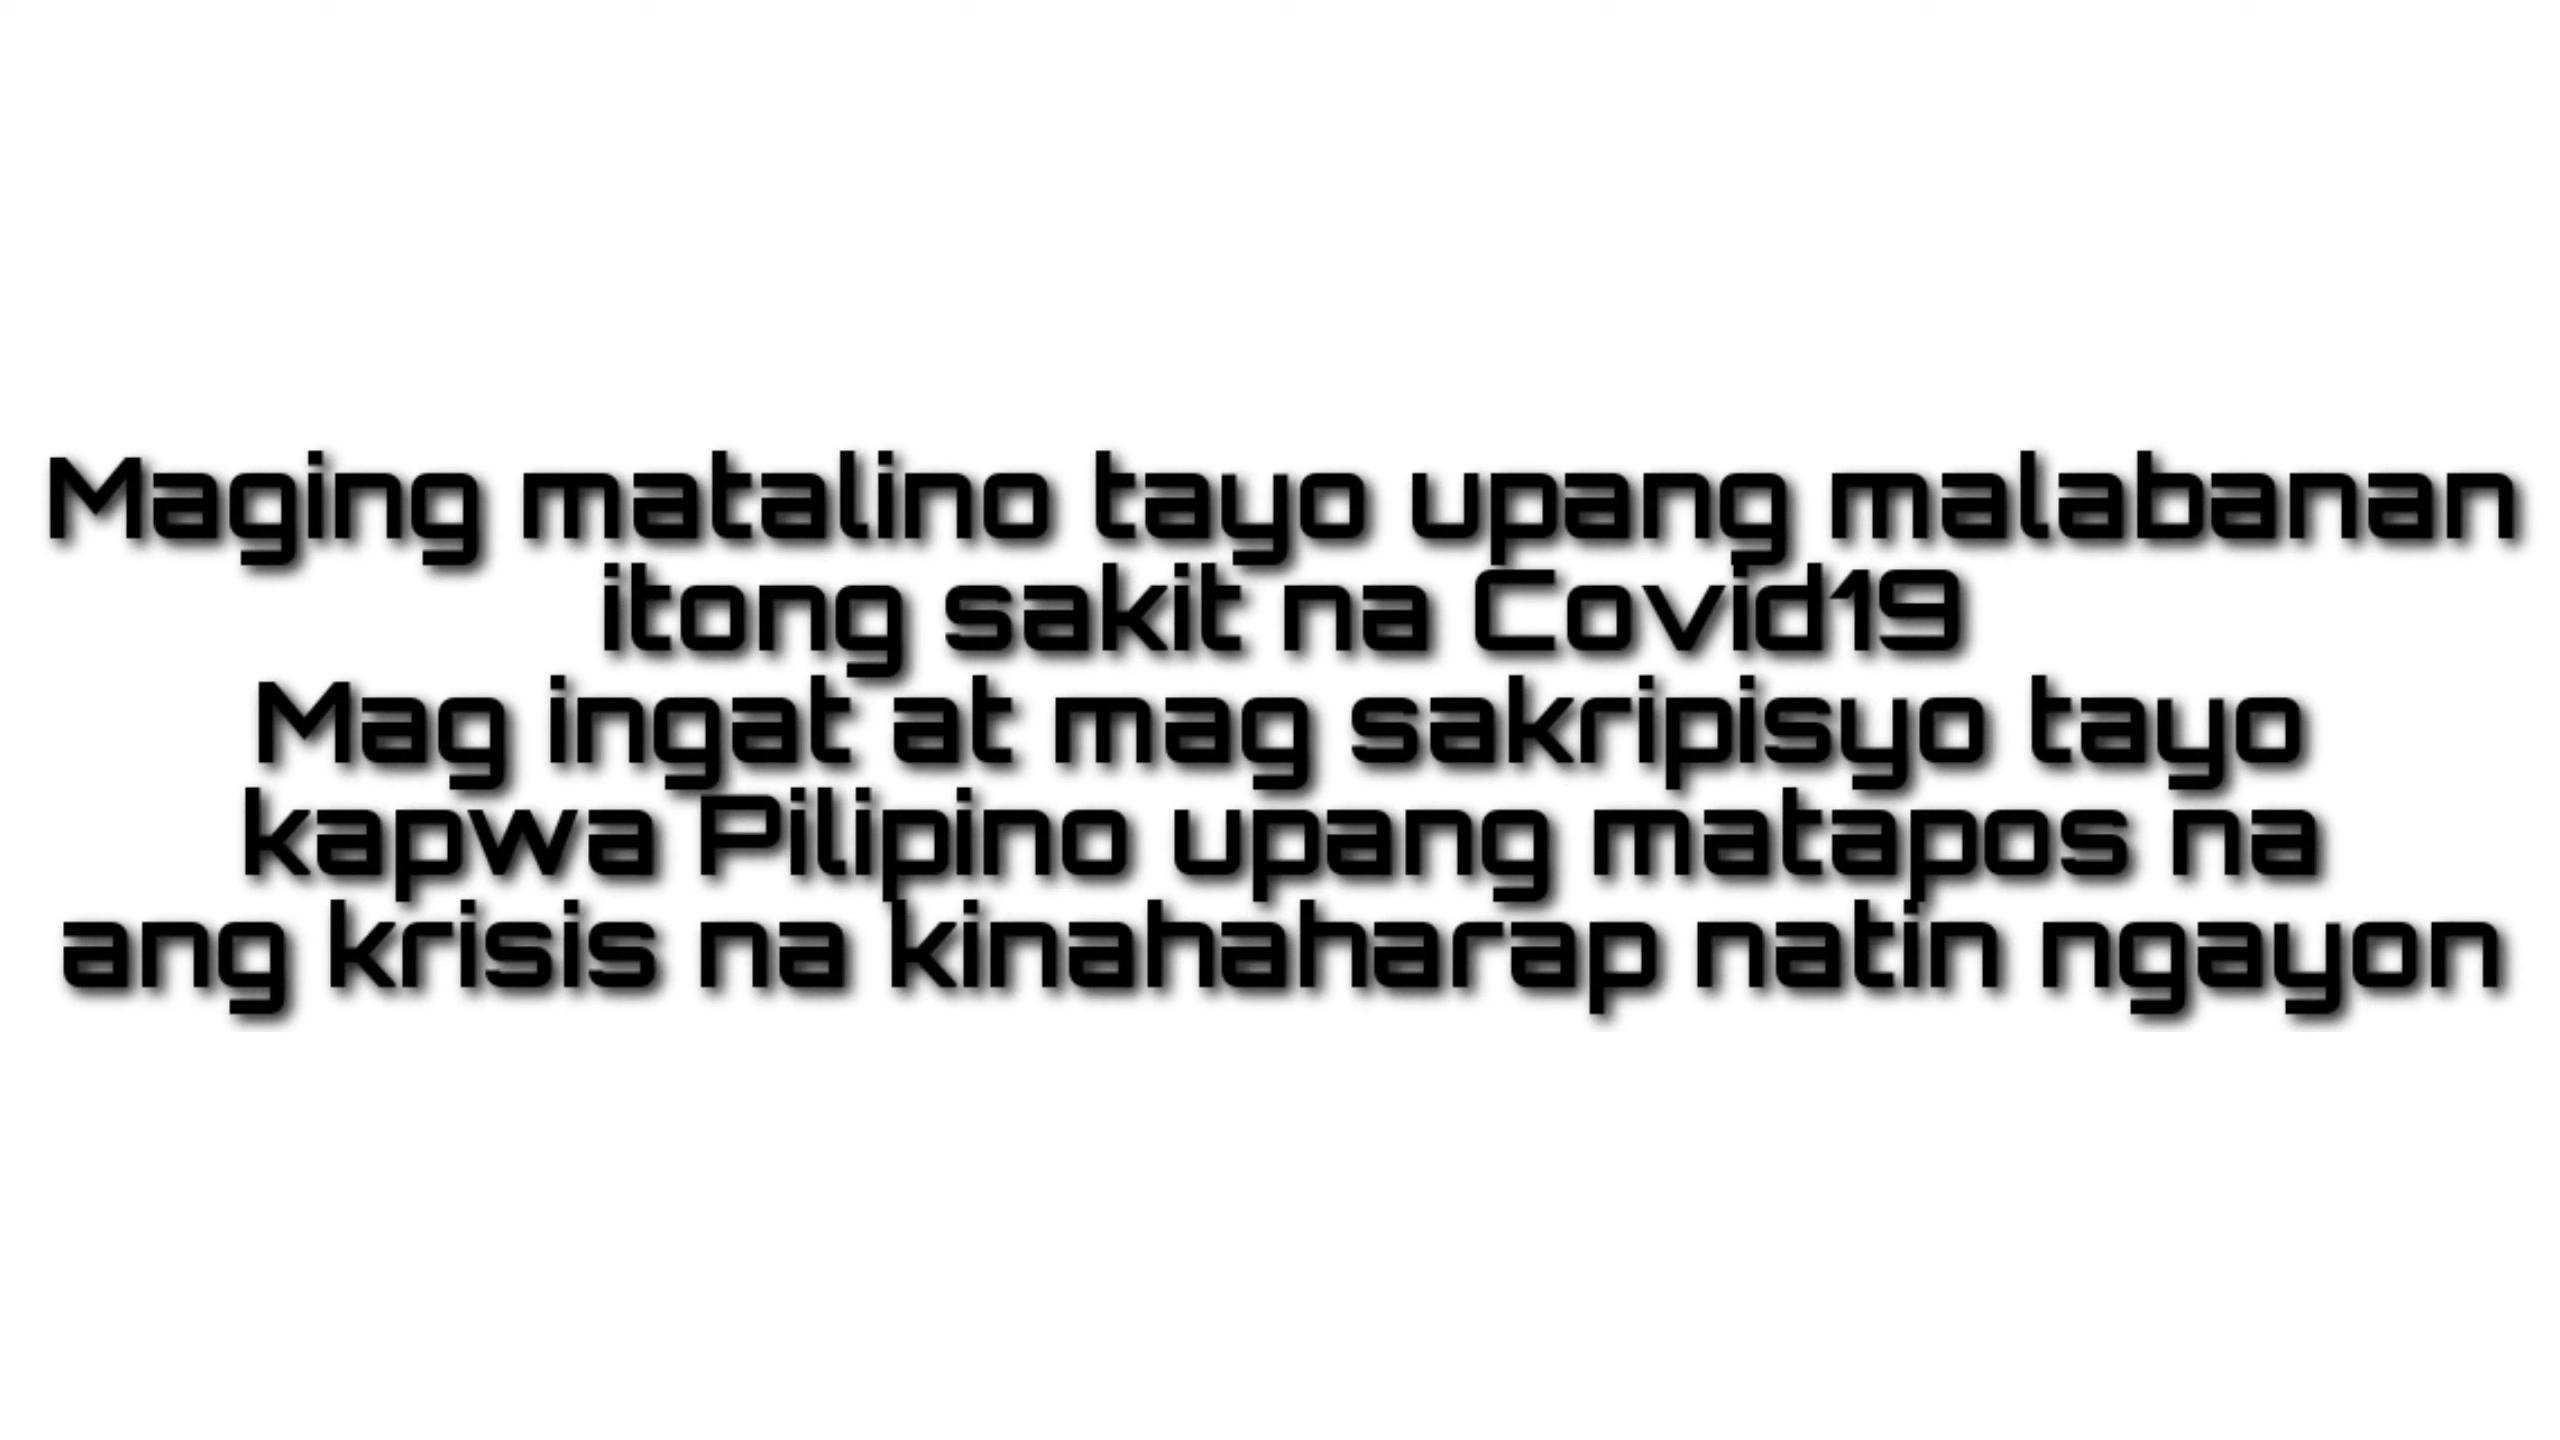 Maging matalino tayo upang malabanan
itong sakit na Covid19
Mag ingat at mag sakripisyo tayo
kapwa Pilipino upang matapos na
ang krisis na kinahaharap natin ngayon